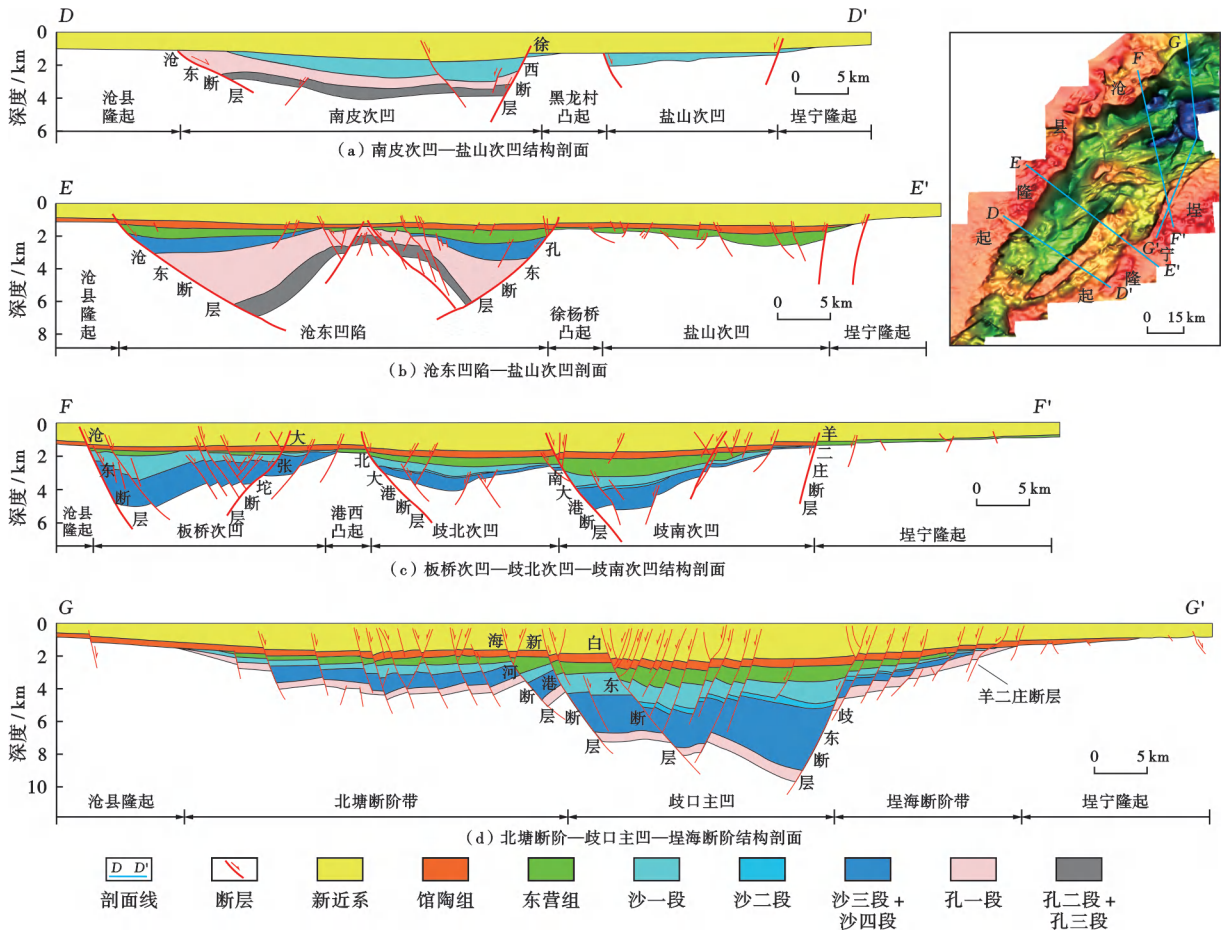 D D'
0
2
4
6
深度 / km
沧东断层
徐西断层
0 5 km
沧县隆起
南皮次凹
黑龙村凸起
盐山次凹
埕宁隆起
(a) 南皮次凹—盐山次凹结构剖面
E E'
0
2
4
6
8
深度 / km
沧东断层
孔东断层
0 5 km
沧县隆起
沧东凹陷
徐杨桥凸起
盐山次凹
埕宁隆起
(b) 沧东凹陷—盐山次凹剖面
G
F
沧
县
E
隆
D
起
埕
G' F'
宁
E'
隆
D'
起
0 15 km
F F'
0
2
4
6
深度 / km
沧东断层
大张坨断层
北大港断层
南大港断层
羊二庄断层
0 5 km
沧县隆起
板桥次凹
港西凸起
歧北次凹
歧南次凹
埕宁隆起
(c) 板桥次凹—歧北次凹—歧南次凹结构剖面
G G'
0
2
4
6
8
10
深度 / km
海河断层
新港断层
白东断层
歧东断层
羊二庄断层
0 5 km
沧县隆起
北塘断阶带
歧口主凹
埕海断阶带
埕宁隆起
(d) 北塘断阶—歧口主凹—埕海断阶结构剖面
D D'
剖面线
断层
新近系
馆陶组
东营组
沙一段
沙二段
沙三段+
沙四段
孔一段
孔二段+
孔三段